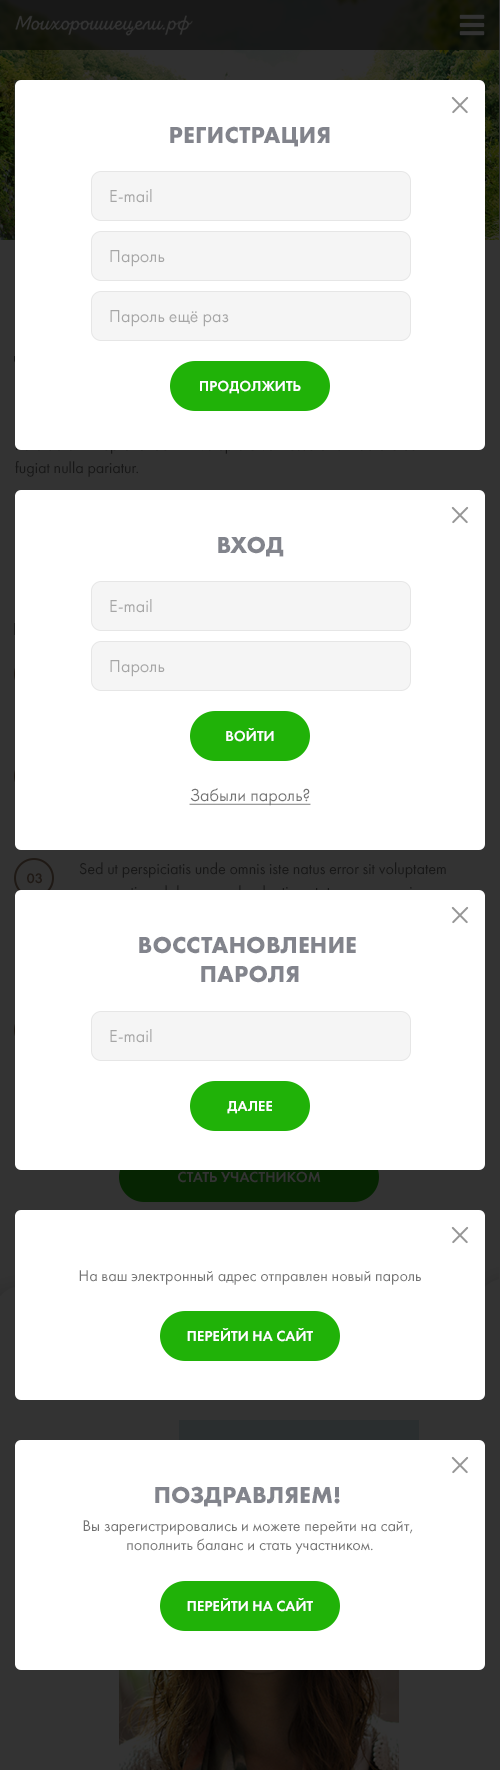 Моихорошиецели.рф
РЕГИСТРАЦИЯ
E-mail
Пароль
Пароль ещё раз
ПРОДОЛЖИТЬ
fugiat nulla pariatur.
ВХОД
E-mail
Пароль
ВОЙТИ
Забыли пароль?
03
Sed ut perspiciatis unde omnis iste natus error sit voluptatem
ВОССТАНОВЛЕНИЕ
ПАРОЛЯ
E-mail
ДАЛЕЕ
СТАТЬ УЧАСТНИКОМ
На ваш электронный адрес отправлен новый пароль
ПЕРЕЙТИ НА САЙТ
ПОЗДРАВЛЯЕМ!
Вы зарегистрировались и можете перейти на сайт,
пополнить баланс и стать участником.
ПЕРЕЙТИ НА САЙТ